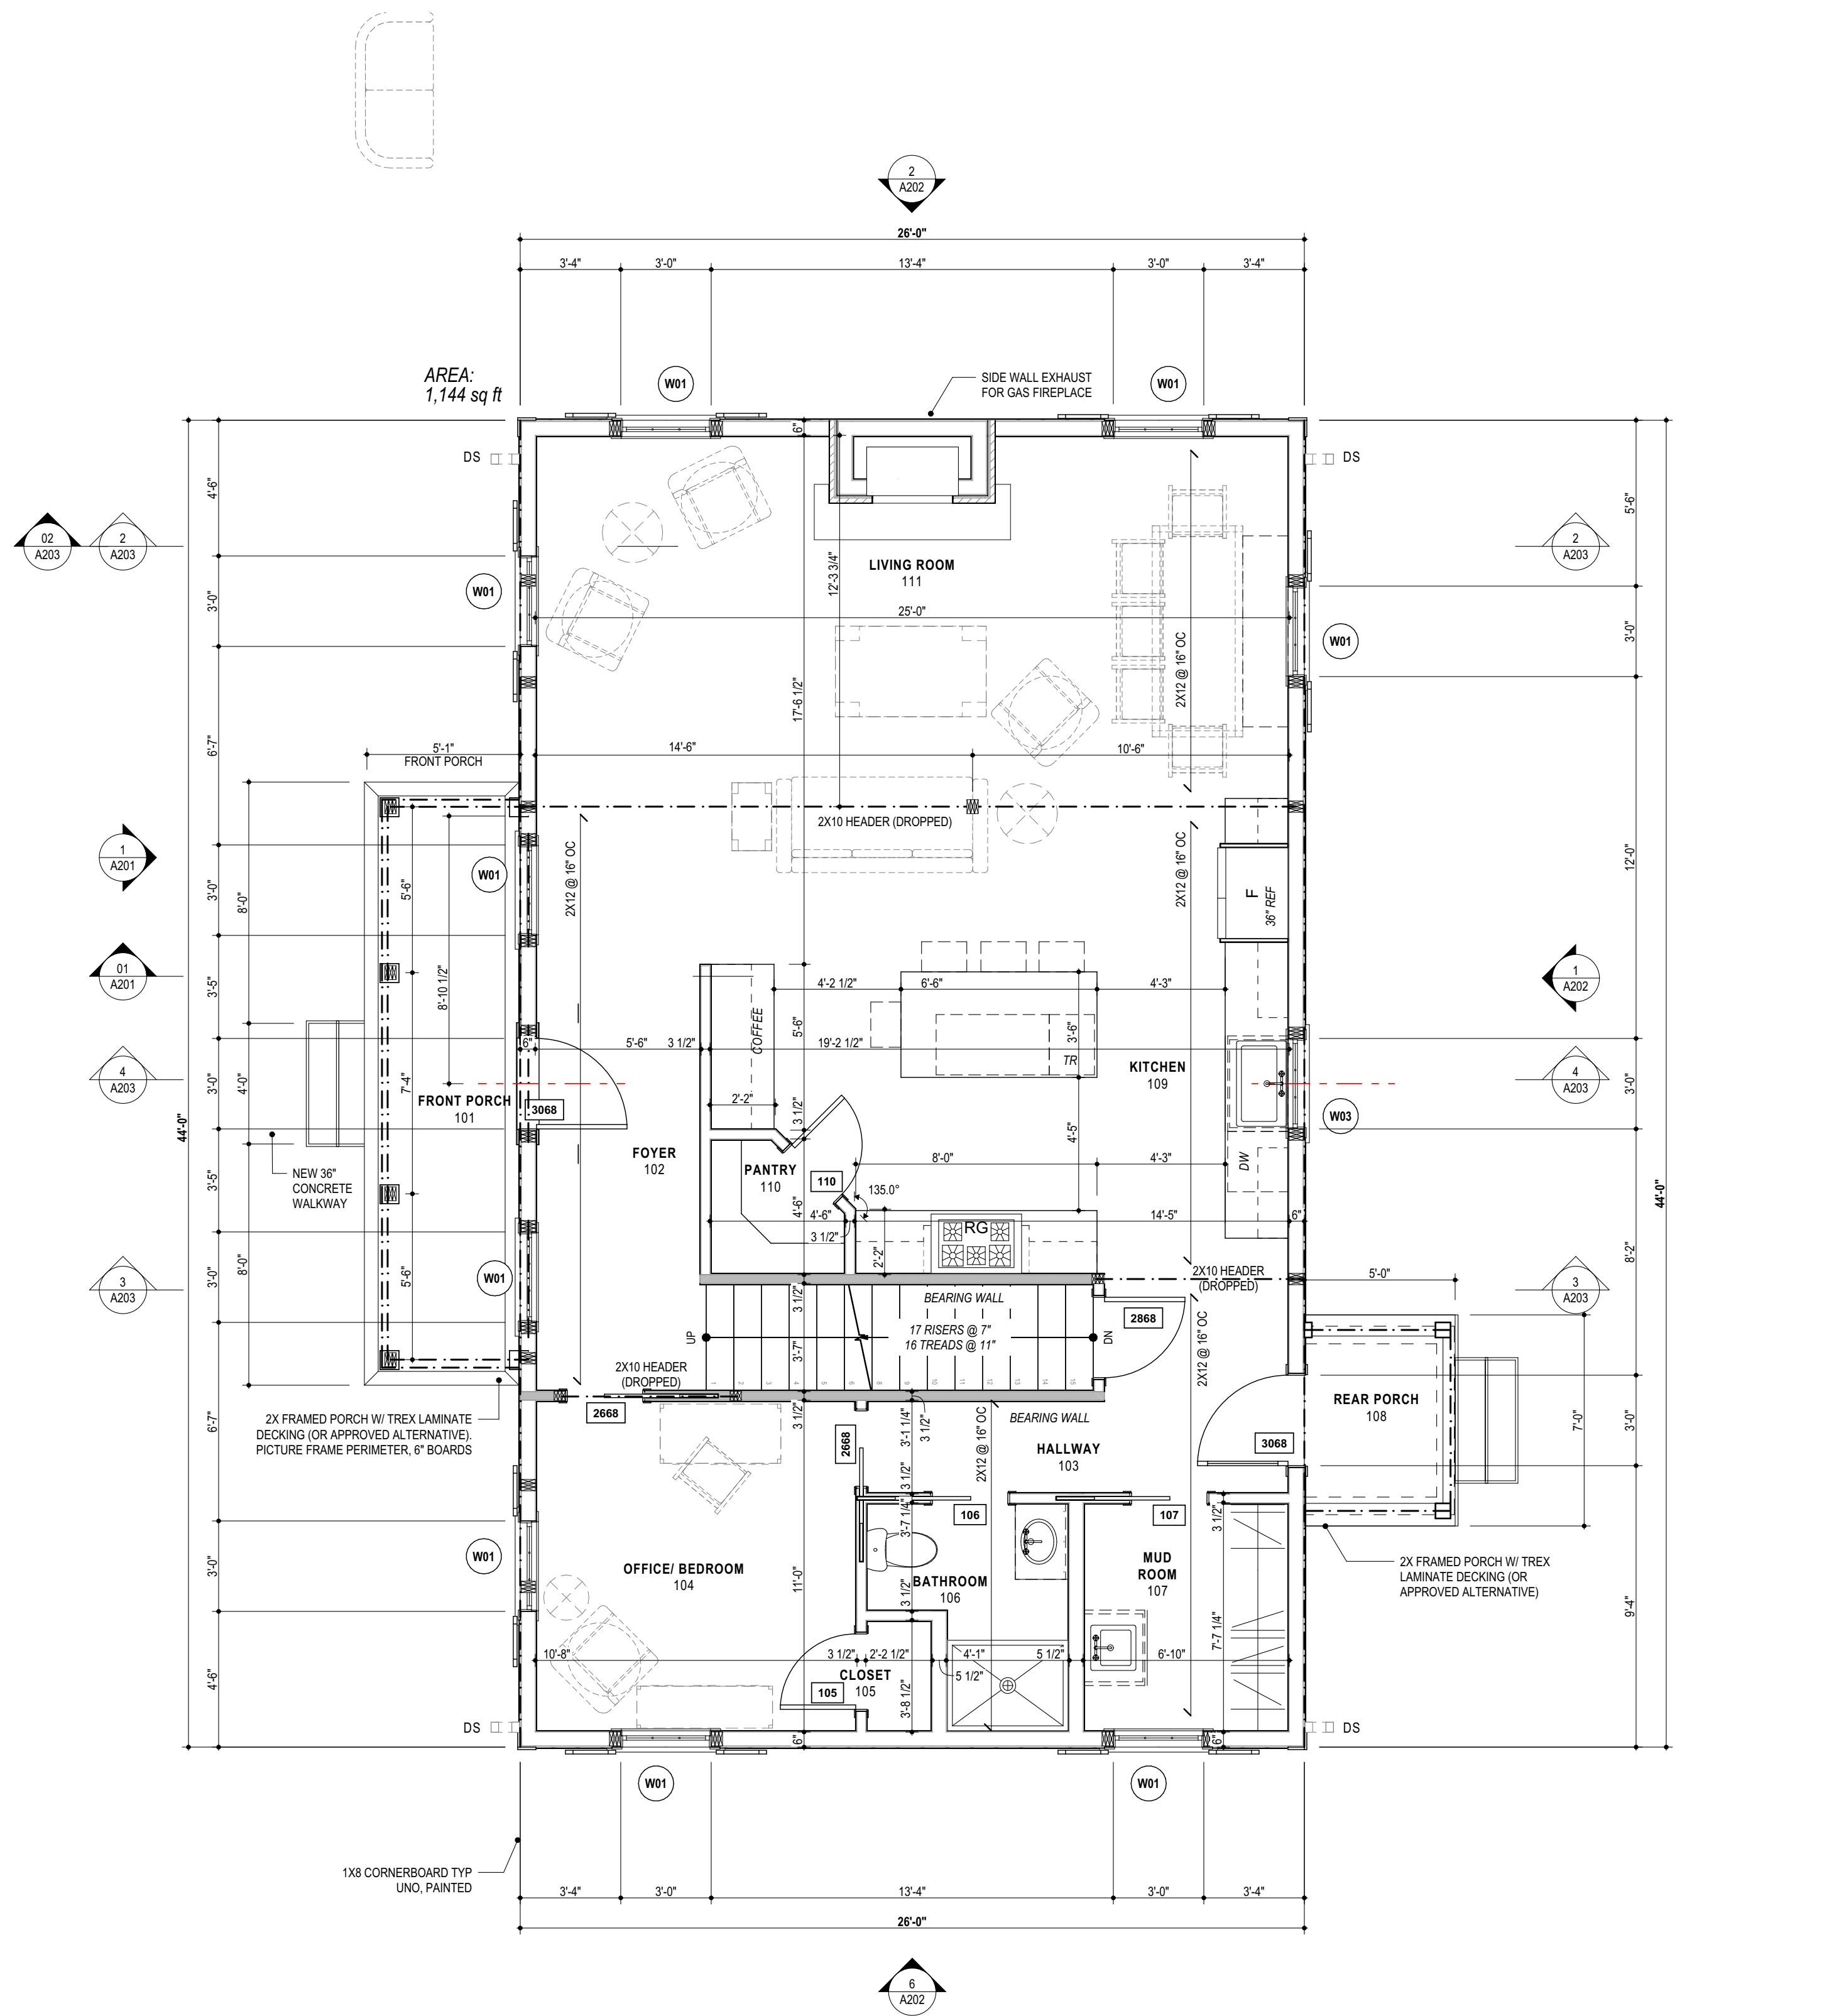 2
A202
26'-0"
3'-4"
3'-0"
13'-4"
3'-0"
3'-4"
AREA:
1,144 sq ft
W01
SIDE WALL EXHAUST
FOR GAS FIREPLACE
W01
DS
DS
6"
4'-6"
5'-6"
02
A203
2
A203
2
A203
12'-3 3/4"
LIVING ROOM
111
W01
3'-0"
25'-0"
3'-0"
W01
2X12 @ 16" OC
17'-6 1/2"
6'-7"
5'-1"
FRONT PORCH
14'-6"
10'-6"
2X10 HEADER (DROPPED)
1
A201
W01
2X12 @ 16" OC
2X12 @ 16" OC
12'-0"
3'-0"
8'-0"
5'-6"
F
36" REF
01
A201
3'-5"
8'-10 1/2"
4'-2 1/2"
6'-6"
4'-3"
1
A202
COFFEE
5'-6"
3'-6"
6"
5'-6"
3 1/2"
19'-2 1/2"
TR
KITCHEN
109
4
A203
3'-0"
4'-0"
7'-4"
4
A203
3'-0"
FRONT PORCH
101
3068
2'-2"
3 1/2"
W03
44'-0"
4'-5"
FOYER
102
PANTRY
110
110
8'-0"
4'-3"
DW
NEW 36"
CONCRETE
WALKWAY
3'-5"
135.0°
4'-6"
4'-6"
14'-5"
6"
44'-0"
RG
3 1/2"
2'-2"
8'-2"
W01
3'-0"
8'-0"
5'-6"
3
A203
2X10 HEADER
(DROPPED)
5'-0"
3
A203
3 1/2"
BEARING WALL
2868
UP
17 RISERS @ 7"
16 TREADS @ 11"
DN
3'-7"
2X12 @ 16" OC
2X10 HEADER
(DROPPED)
1
2
3
4
5
6
8
9
10
11
12
13
14
15
REAR PORCH
108
7'-0"
3'-0"
2668
3 1/2"
3'-1 1/4"
3 1/2"
BEARING WALL
2X12 @ 16" OC
2X FRAMED PORCH W/ TREX LAMINATE
DECKING (OR APPROVED ALTERNATIVE).
PICTURE FRAME PERIMETER, 6" BOARDS
6'-7"
2668
HALLWAY
103
3068
3 1/2"
3'-7 1/4"
106
107
3 1/2"
W01
3'-0"
OFFICE/ BEDROOM
104
11'-0"
BATHROOM
106
MUD
ROOM
107
2X FRAMED PORCH W/ TREX
LAMINATE DECKING (OR
APPROVED ALTERNATIVE)
3 1/2"
9'-4"
7'-7 1/4"
4'-6"
10'-8"
3 1/2"
2'-2 1/2"
4'-1"
5 1/2"
6'-10"
5 1/2"
CLOSET
105
105
3'-8 1/2"
DS
DS
6"
6"
W01
W01
1X8 CORNERBOARD TYP
UNO, PAINTED
3'-4"
3'-0"
13'-4"
3'-0"
3'-4"
26'-0"
6
A202